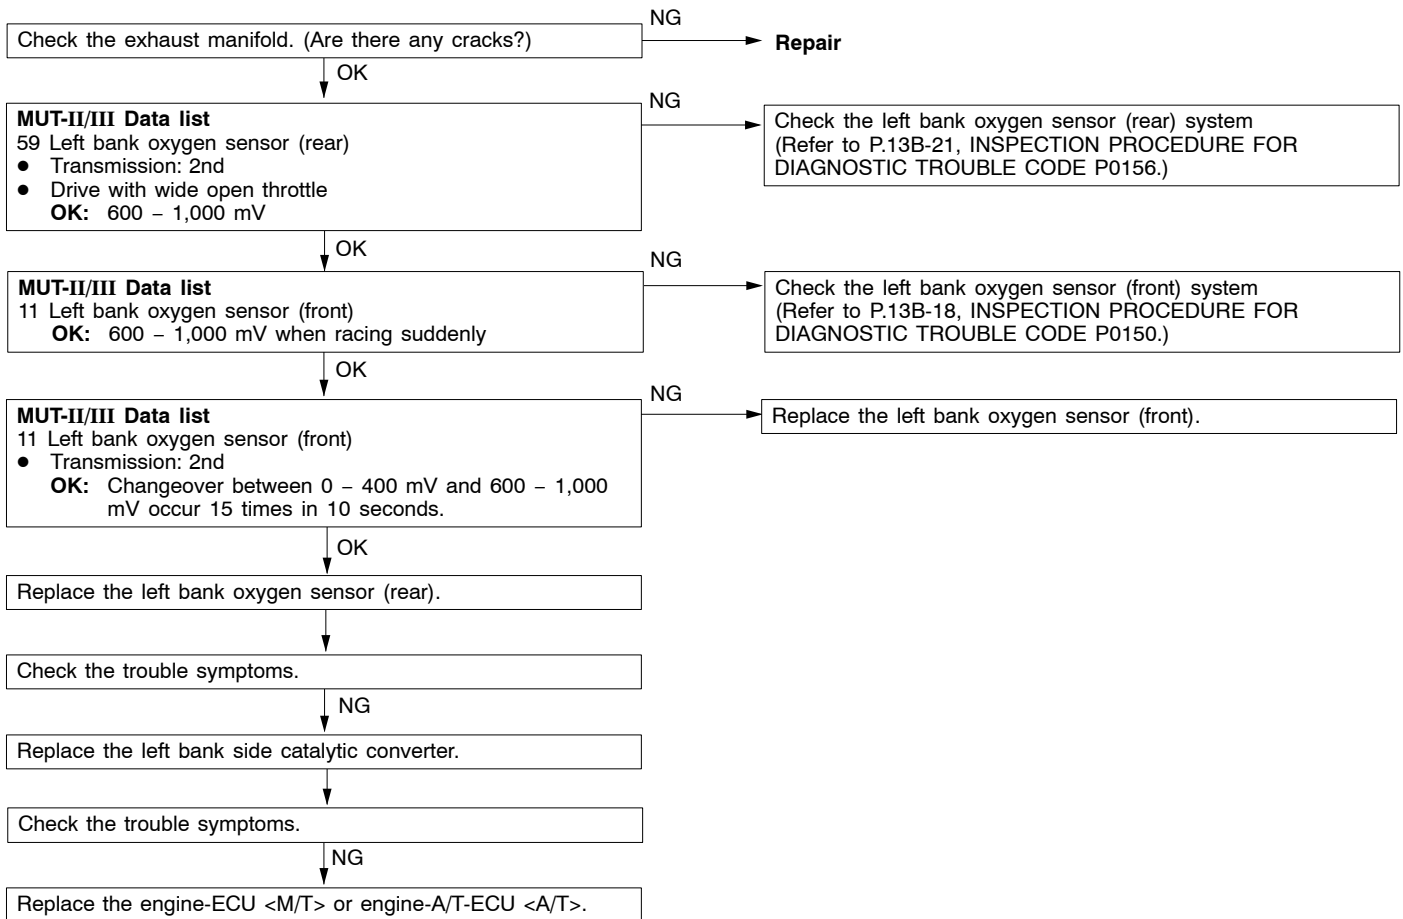 NG
Check the exhaust manifold. (Are there any cracks?)
Repair
OK
MUT-II/III Data list
59 Left bank oxygen sensor (rear)
● Transmission: 2nd
● Drive with wide open throttle
OK: 600 – 1,000 mV
NG
Check the left bank oxygen sensor (rear) system
(Refer to P.13B-21, INSPECTION PROCEDURE FOR
DIAGNOSTIC TROUBLE CODE P0156.)
OK
MUT-II/III Data list
11 Left bank oxygen sensor (front)
OK: 600 – 1,000 mV when racing suddenly
NG
Check the left bank oxygen sensor (front) system
(Refer to P.13B-18, INSPECTION PROCEDURE FOR
DIAGNOSTIC TROUBLE CODE P0150.)
OK
MUT-II/III Data list
11 Left bank oxygen sensor (front)
● Transmission: 2nd
OK: Changeover between 0 – 400 mV and 600 – 1,000
mV occur 15 times in 10 seconds.
NG
Replace the left bank oxygen sensor (front).
OK
Replace the left bank oxygen sensor (rear).
Check the trouble symptoms.
NG
Replace the left bank side catalytic converter.
Check the trouble symptoms.
NG
Replace the engine-ECU <M/T> or engine-A/T-ECU <A/T>.